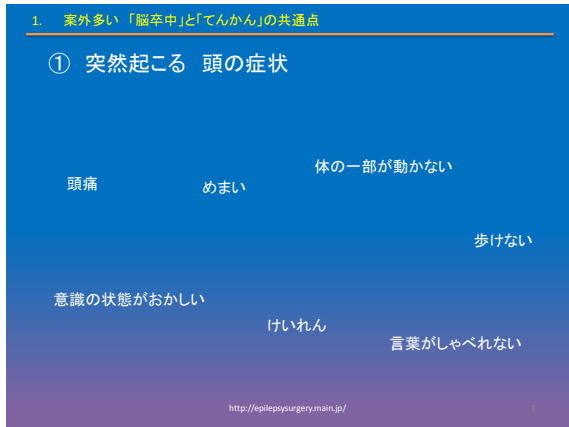 1. 案外多い 「脳卒中」と「てんかん」の共通点
① 突然起こる 頭の症状
体の一部が動かない
頭痛
めまい
歩けない
意識の状態がおかしい
けいれん
言葉がしゃべれない
http://epilepsysurgery.main.jp/